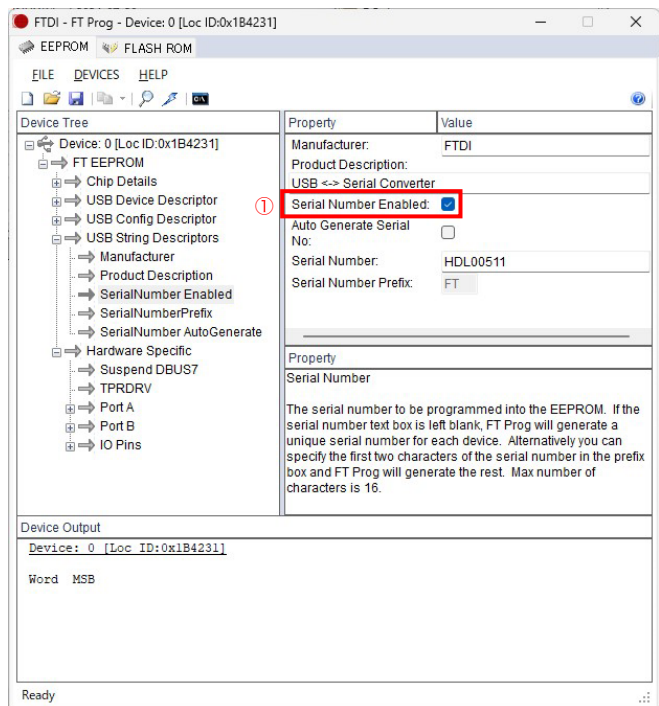 FTDI - FT Prog - Device: 0 [Loc ID:0x1B4231]
EEPROM FLASH ROM
FILE DEVICES HELP
Device Tree
Device: 0 [Loc ID:0x1B4231]
FT EEPROM
Chip Details
USB Device Descriptor
USB Config Descriptor
USB String Descriptors
Manufacturer
Product Description
SerialNumber Enabled
SerialNumberPrefix
SerialNumber AutoGenerate
Hardware Specific
Suspend DBUS7
TPRDRV
Port A
Port B
IO Pins
Property Value
Manufacturer: FTDI
Product Description:
USB <-> Serial Converter
① Serial Number Enabled:
Auto Generate Serial
No:
Serial Number: HDL00511
Serial Number Prefix: FT
Property
Serial Number
The serial number to be programmed into the EEPROM. If the
serial number text box is left blank, FT Prog will generate a
unique serial number for each device. Alternatively you can
specify the first two characters of the serial number in the prefix
box and FT Prog will generate the rest. Max number of
characters is 16.
Device Output
Device: 0 [Loc ID:0x1B4231]
Word MSB
Ready